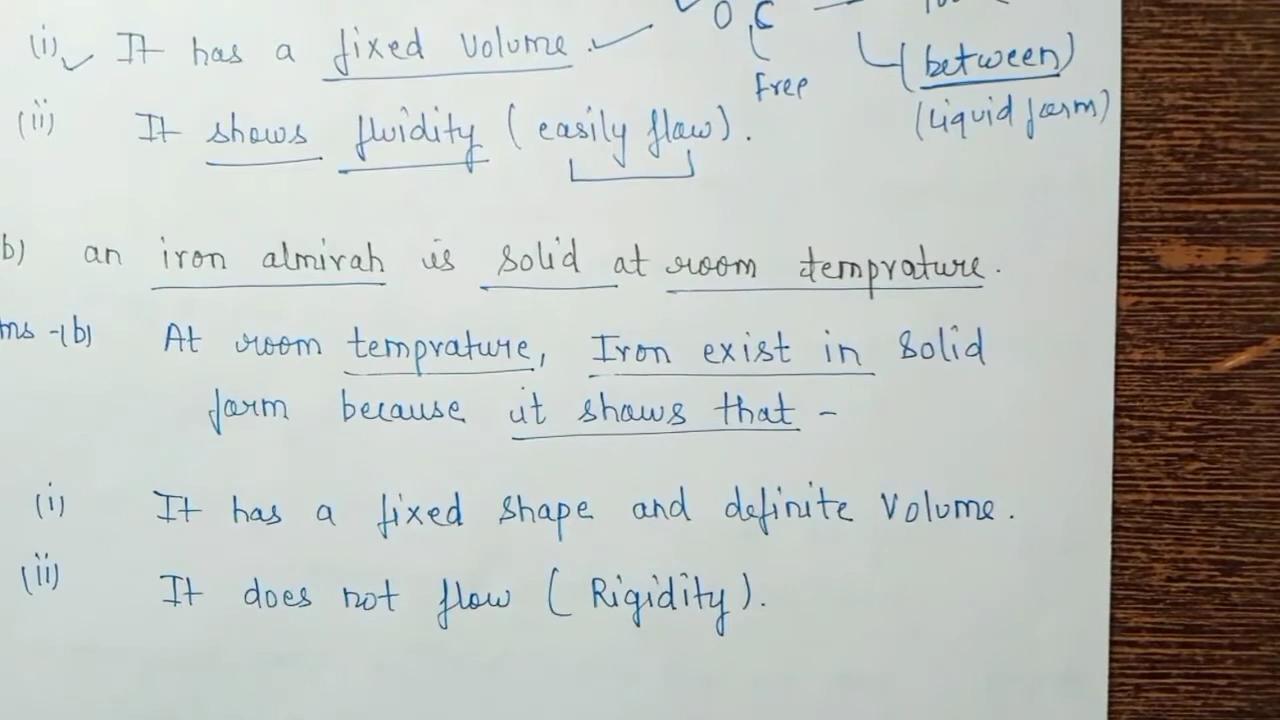 0 C
(i) It has a fixed volume.
Free
(between)
(Liquid form)
(ii) It shows fluidity (easily flow).
b) an iron almirah is solid at room temprature.
ns -(b) At room temprature, Iron exist in solid
form because it shows that -
(i) It has a fixed shape and definite volume.
(ii) It does not flow (Rigidity).